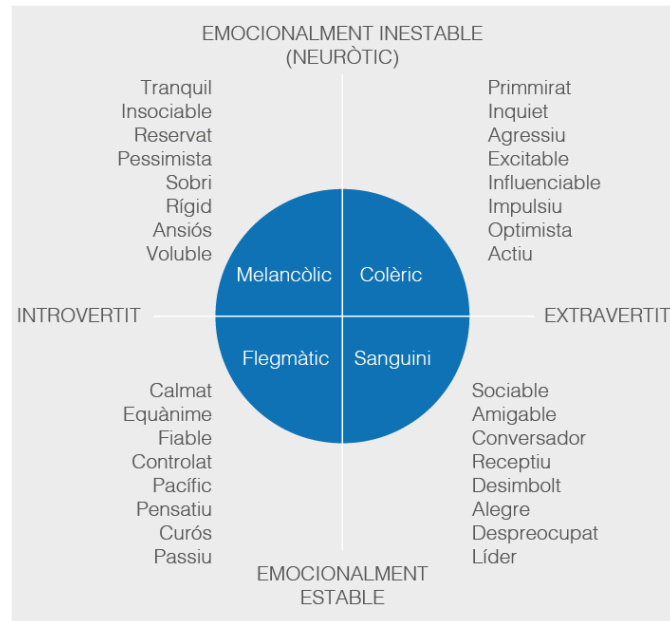 EMOCIONALMENT INESTABLE
(NEURÒTIC)
Tranquil
Insociable
Reservat
Pessimista
Sobri
Rígid
Ansiós
Voluble
Primmirat
Inquiet
Agressiu
Excitable
Influenciable
Impulsiu
Optimista
Actiu
Melancòlic
Colèric
INTROVERTIT
EXTRAVERTIT
Flegmàtic
Sanguini
Calmat
Equànime
Fiable
Controlat
Pacífic
Pensatiu
Curós
Passiu
Sociable
Amigable
Conversador
Receptiu
Desimbolt
Alegre
Despreocupat
Líder
EMOCIONALMENT
ESTABLE